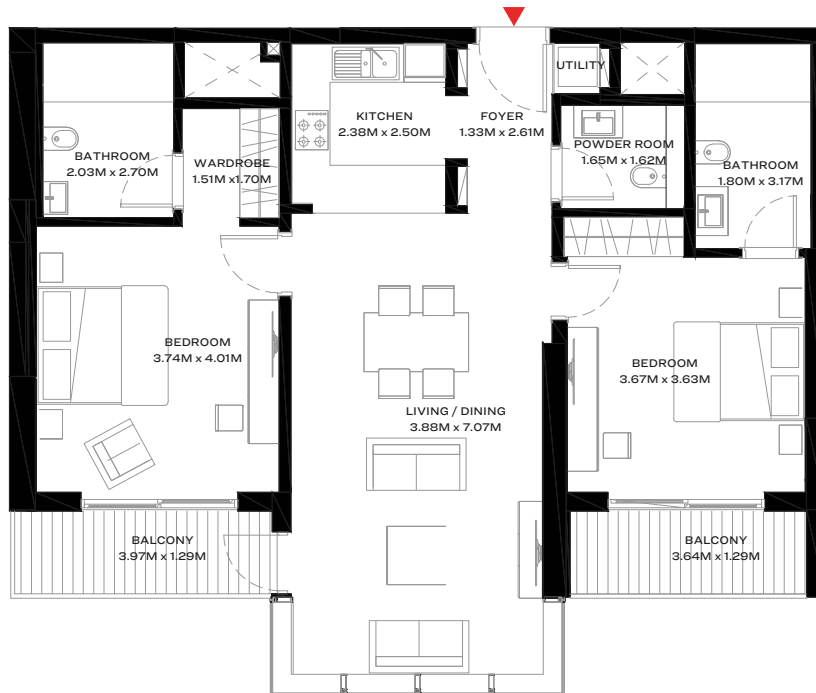 UTILITY
KITCHEN
2.38M x 2.50M
FOYER
1.33M x 2.61M
POWDER ROOM
1.65M x 1.62M
BATHROOM
2.03M x 2.70M
WARDROBE
1.51M x1.70M
BATHROOM
1.80M x 3.17M
BEDROOM
3.74M x 4.01M
BEDROOM
3.67M x 3.63M
LIVING / DINING
3.88M x 7.07M
BALCONY
3.97M x 1.29M
BALCONY
3.64M x 1.29M